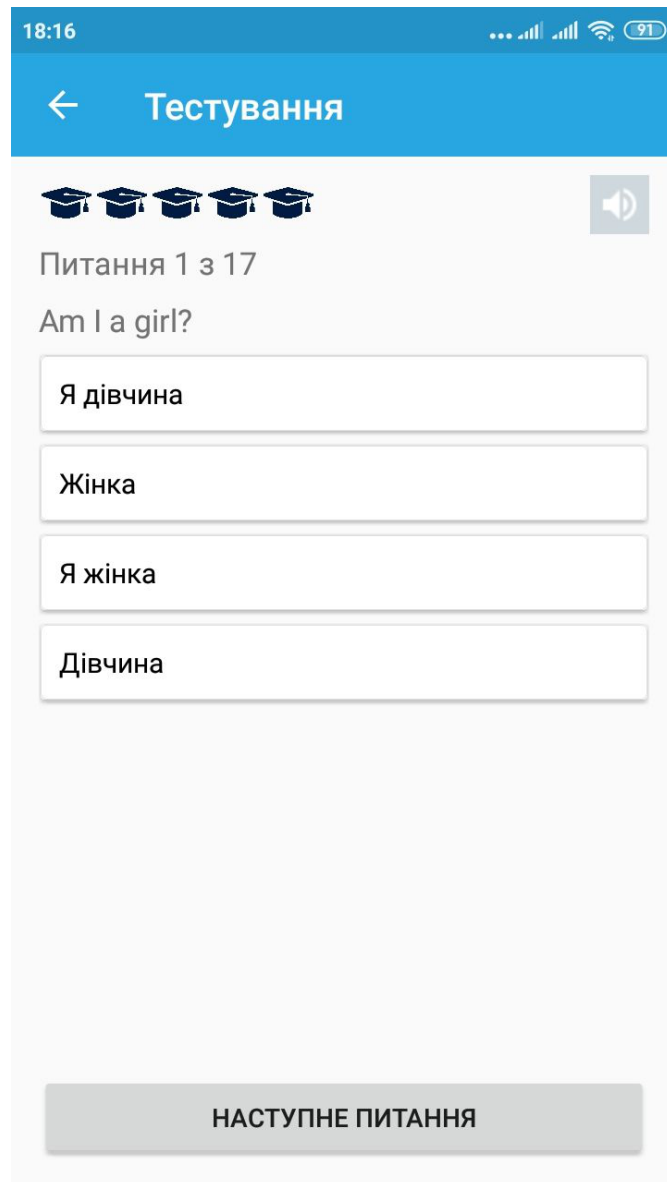 18:16
91
Тестування
Питання 1 з 17
Am I a girl?
Я дівчина
Жінка
Я жінка
Дівчина
НАСТУПНЕ ПИТАННЯ